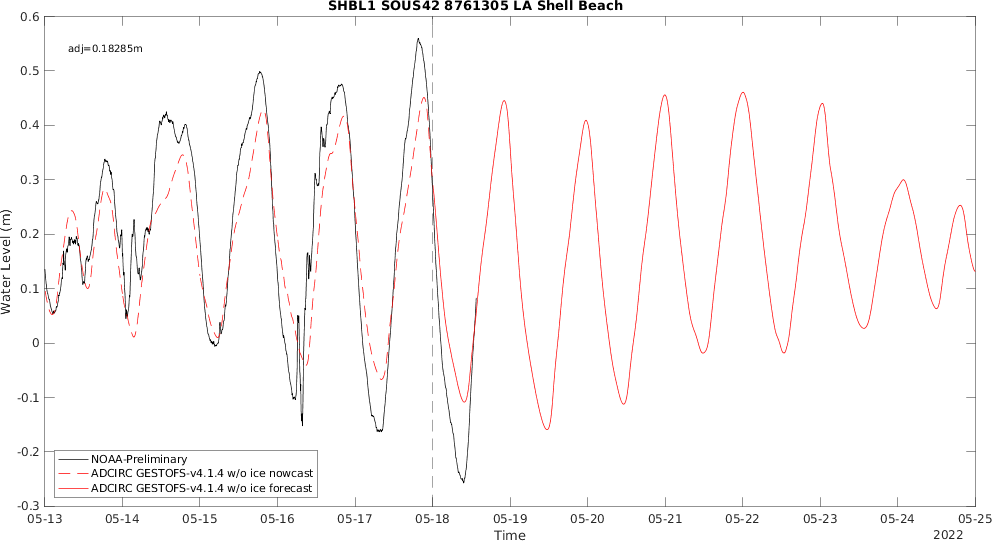 SHBL1 SOUS42 8761305 LA Shell Beach
adj=0.18285m
0.6
0.5
0.4
0.3
0.2
0.1
0
-0.1
-0.2
-0.3
Water Level (m)
NOAA-Preliminary
ADCIRC GESTOFS-v4.1.4 w/o ice nowcast
ADCIRC GESTOFS-v4.1.4 w/o ice forecast
05-13 05-14 05-15 05-16 05-17 05-18 05-19 05-20 05-21 05-22 05-23 05-24 05-25
Time
2022